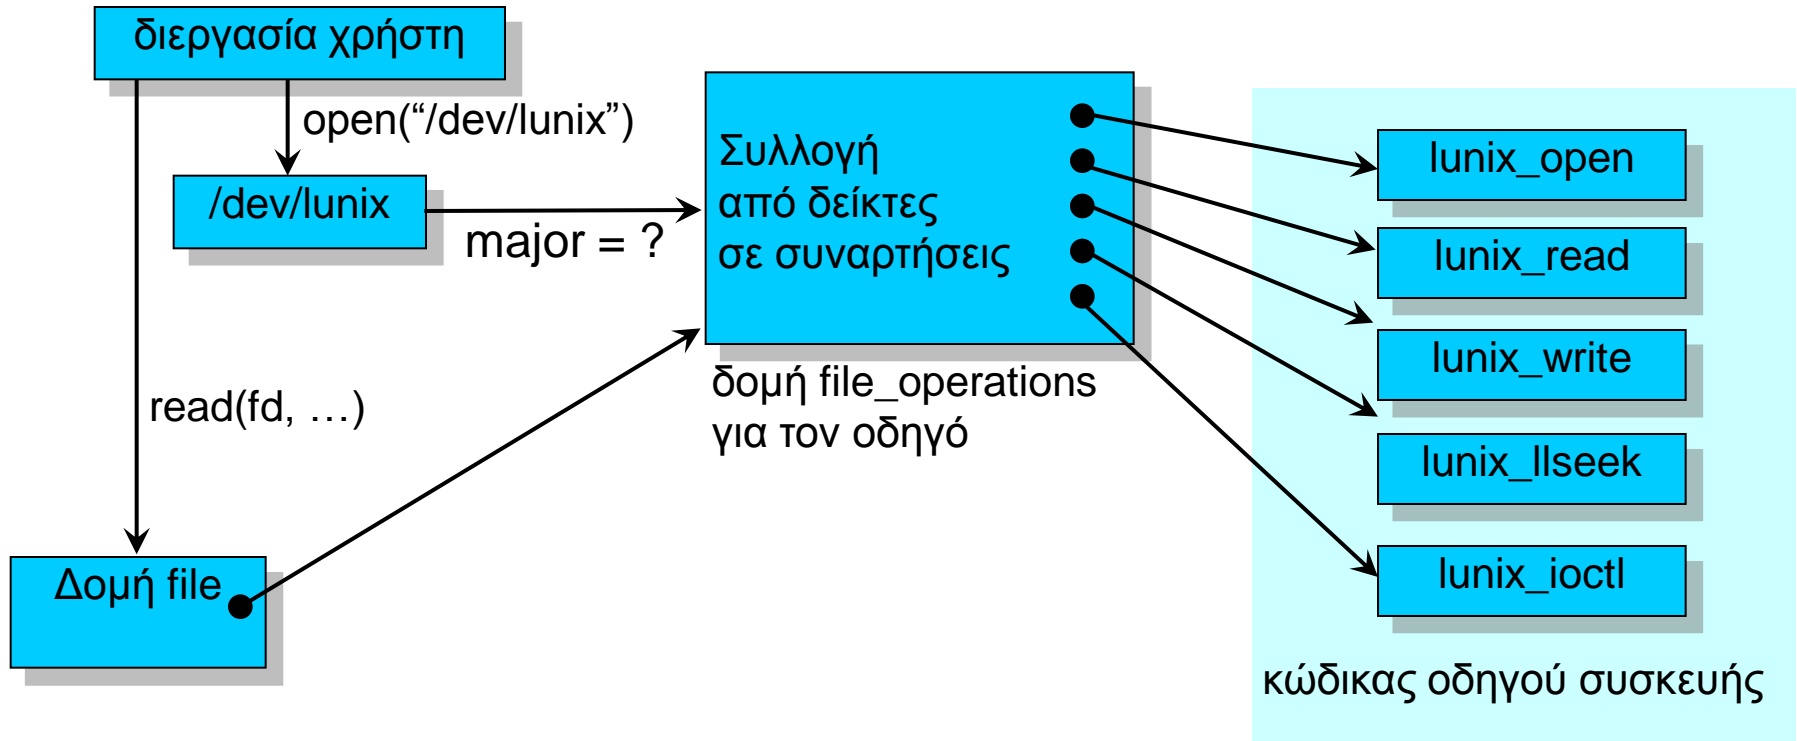 διεργασία χρήστη
open(“/dev/lunix”)
/dev/lunix
major = ?
read(fd, …)
Δομή file
Συλλογή
από δείκτες
σε συναρτήσεις
δομή file_operations
για τον οδηγό
lunix_open
lunix_read
lunix_write
lunix_llseek
lunix_ioctl
κώδικας οδηγού συσκευής